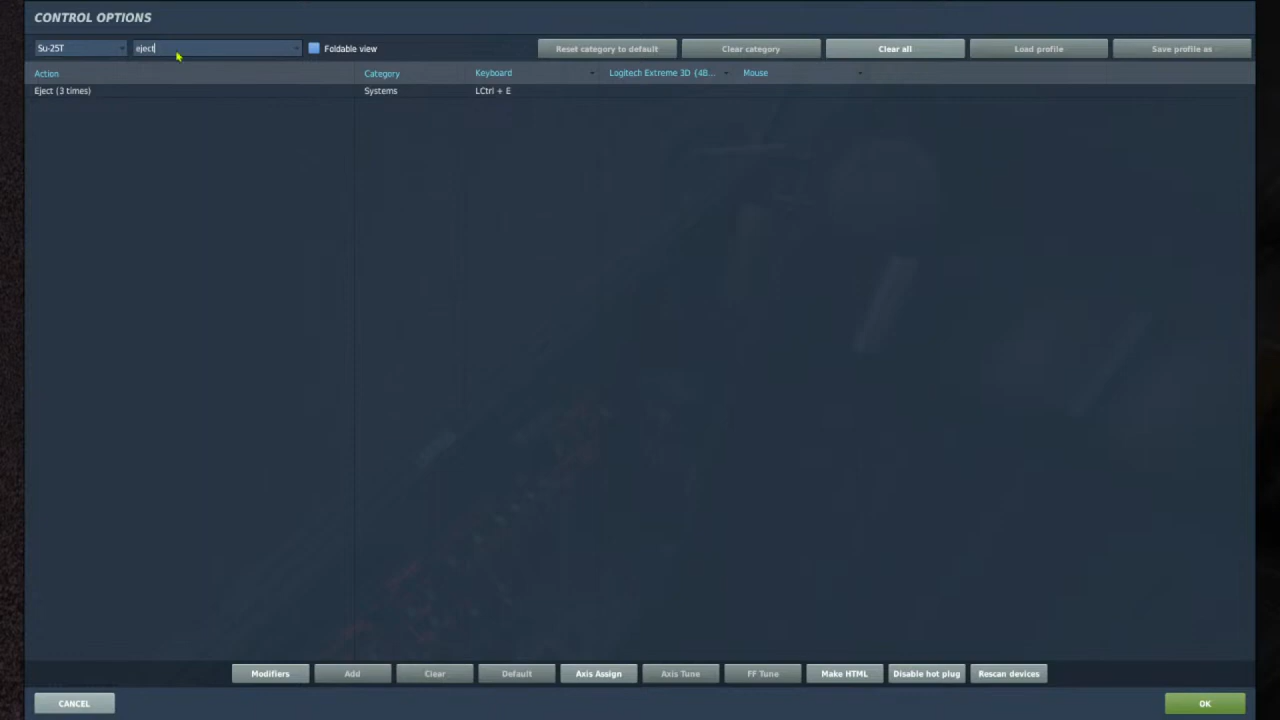 CONTROL OPTIONS
Su-25T eject Foldable view Reset category to default Clear category Clear all Load profile Save profile as
Action Category Keyboard Logitech Extreme 3D {4B... Mouse
Eject (3 times) Systems LCtrl + E
Modifiers Add Clear Default Axis Assign Axis Tune FF Tune Make HTML Disable hot plug Rescan devices
CANCEL OK